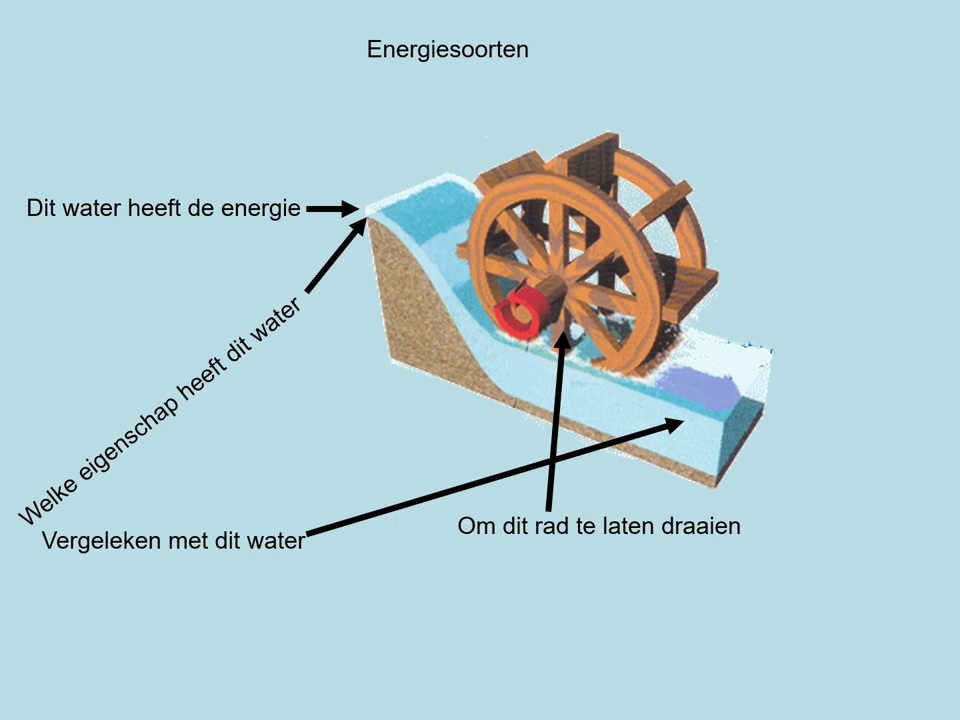 Energiesoorten
Dit water heeft de energie
Welke eigenschap heeft dit water
Vergeleken met dit water
Om dit rad te laten draaien